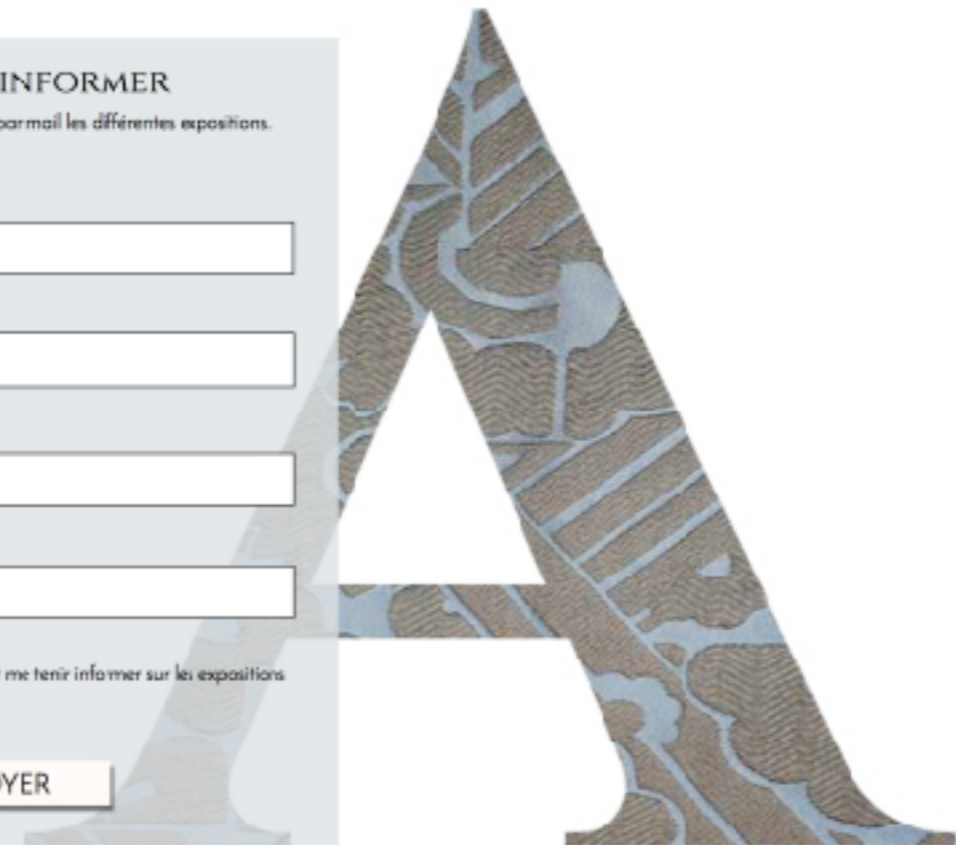 INFORMER
par mail les différentes expositions.
A
me tenir informer sur les expositions
YER